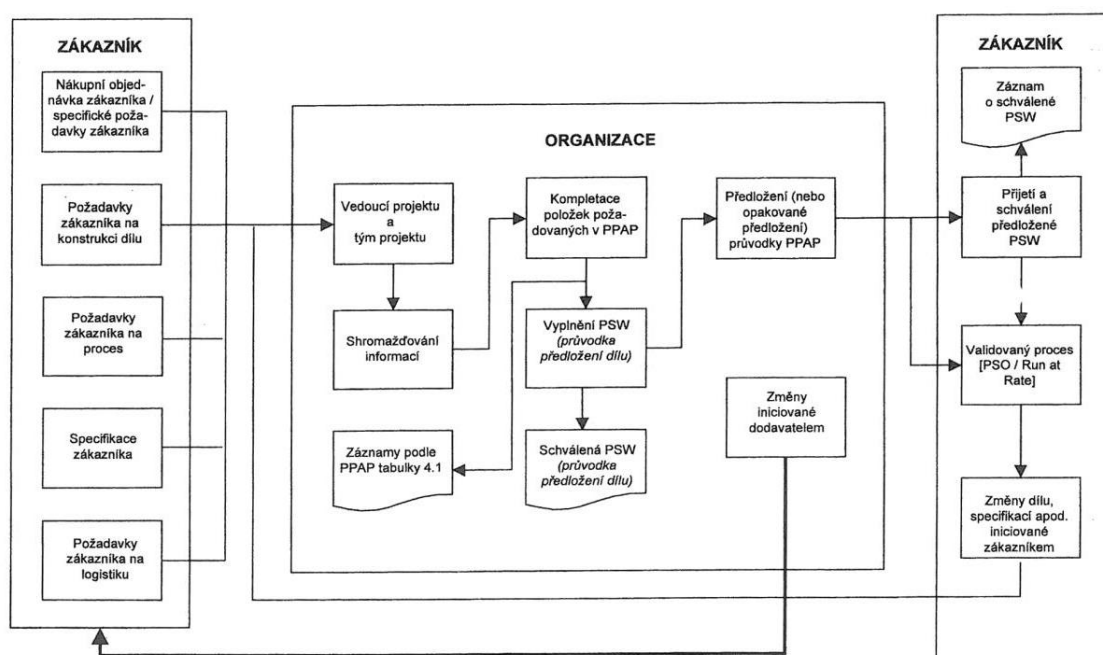 ZÁKAZNÍK
Nákupní objed-
návka zákazníka /
specifické poža-
davky zákazníka
Požadavky
zákazníka na
konstrukci dílu
Požadavky
zákazníka na
proces
Specifikace
zákazníka
Požadavky
zákazníka na
logistiku
ORGANIZACE
Vedoucí projektu
a
tým projektu
Shromažďování
informací
Kompletace
položek poža-
dovaných v PPAP
Vyplnění PSW
(průvodka
předložení dílu)
Záznamy podle
PPAP tabulky 4.1
Schválená PSW
(průvodka
předložení dílu)
Předložení (nebo
opakované
předložení)
průvodky PPAP
Změny
iniciované
dodavatelem
ZÁKAZNÍK
Záznam
o schválené
PSW
Přijetí a
schválení
předložené
PSW
Validovaný proces
[PSO / Run at
Rate]
Změny dílu,
specifikací apod.
iniciované
zákazníkem